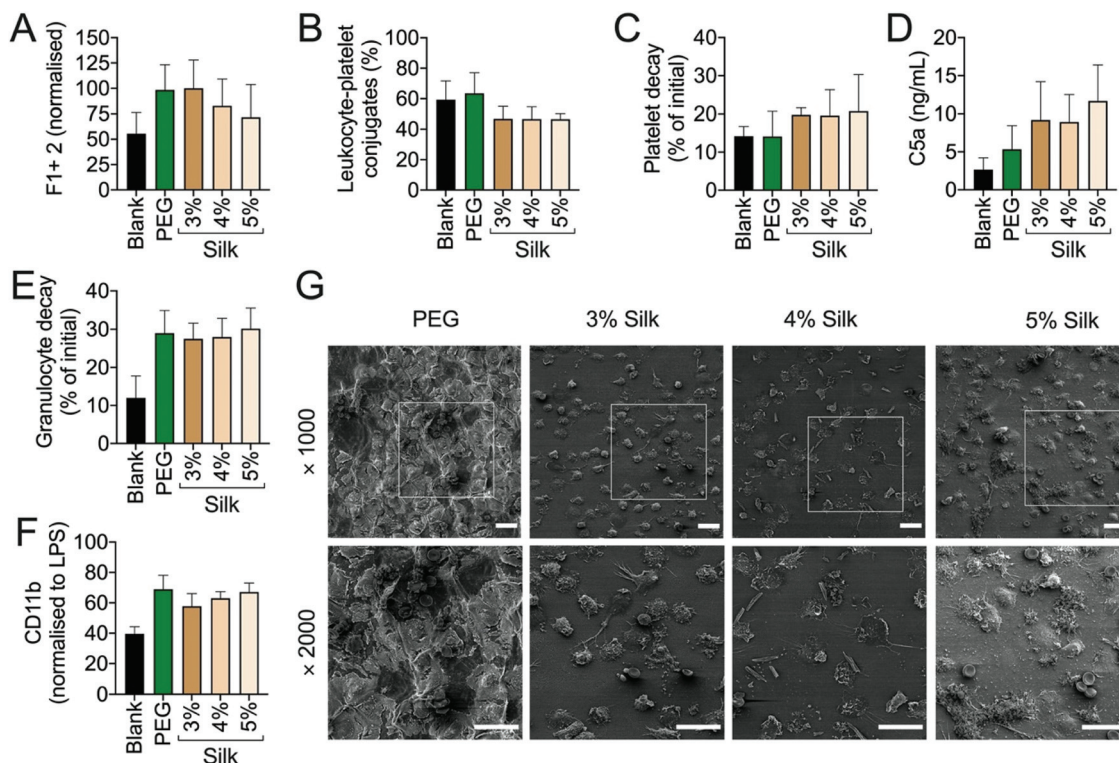 A
F1+ 2 (normalised)
150
125
100
75
50
25
0
Blank
PEG
3%
4%
5%
Silk
B
Leukocyte-platelet
conjugates (%)
100
80
60
40
20
0
Blank
PEG
3%
4%
5%
Silk
C
Platelet decay
(% of initial)
40
30
20
10
0
Blank
PEG
3%
4%
5%
Silk
D
C5a (ng/mL)
20
15
10
5
0
Blank
PEG
3%
4%
5%
Silk
E
Granulocyte decay
(% of initial)
40
30
20
10
0
Blank
PEG
3%
4%
5%
Silk
F
CD11b
(normalised to LPS)
100
80
60
40
20
0
Blank
PEG
3%
4%
5%
Silk
G
PEG
3% Silk
4% Silk
5% Silk
× 1000
× 2000